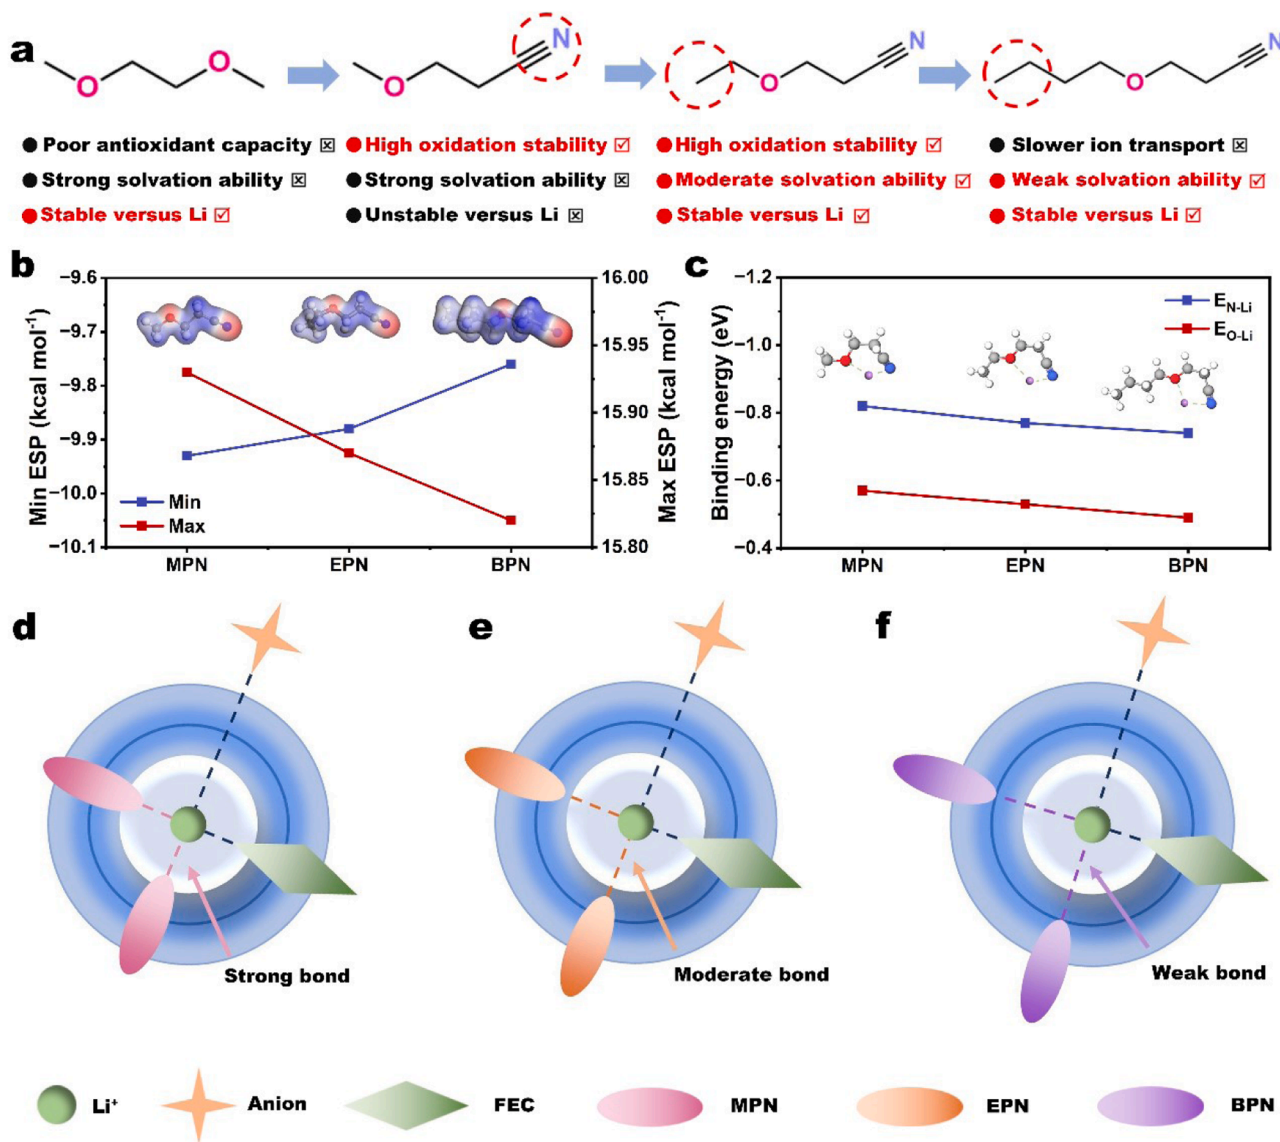 a
O
O
O
N
O
N
O
N
Poor antioxidant capacity
Strong solvation ability
Stable versus Li
High oxidation stability
Strong solvation ability
Unstable versus Li
High oxidation stability
Moderate solvation ability
Stable versus Li
Slower ion transport
Weak solvation ability
Stable versus Li
b
Min ESP (kcal mol⁻¹)
−9.6
−9.7
−9.8
−9.9
−10.0
−10.1
Min
Max
MPN
EPN
BPN
16.00
15.95
15.90
15.85
15.80
Max ESP (kcal mol⁻¹)
c
Binding energy (eV)
−1.2
−1.0
−0.8
−0.6
−0.4
E_N-Li
E_O-Li
MPN
EPN
BPN
d
Strong bond
e
Moderate bond
f
Weak bond
Li⁺
Anion
FEC
MPN
EPN
BPN